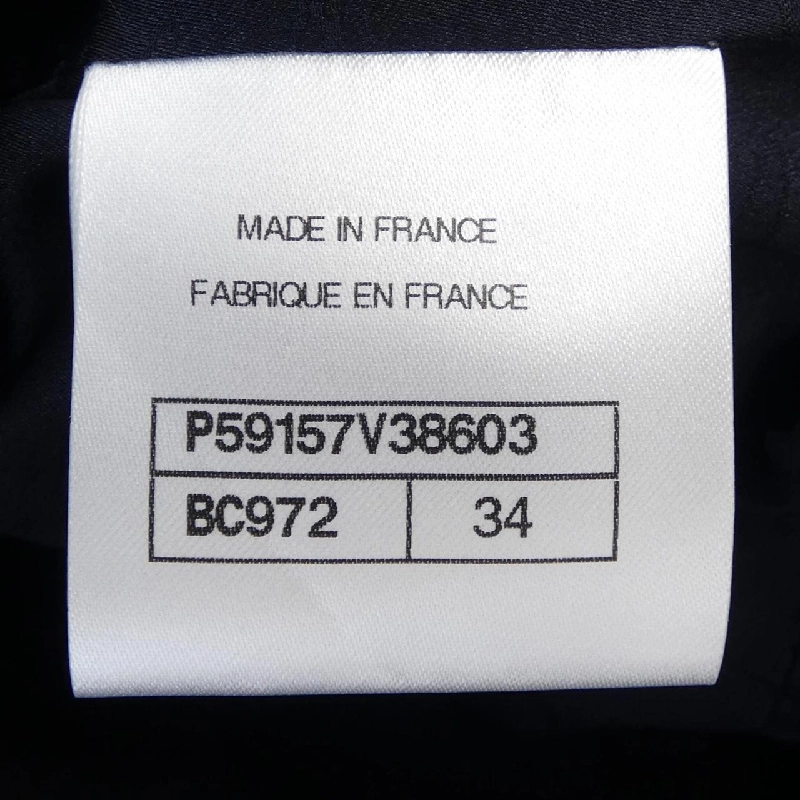 MADE IN FRANCE
FABRIQUE EN FRANCE
P59157V38603
BC972 34